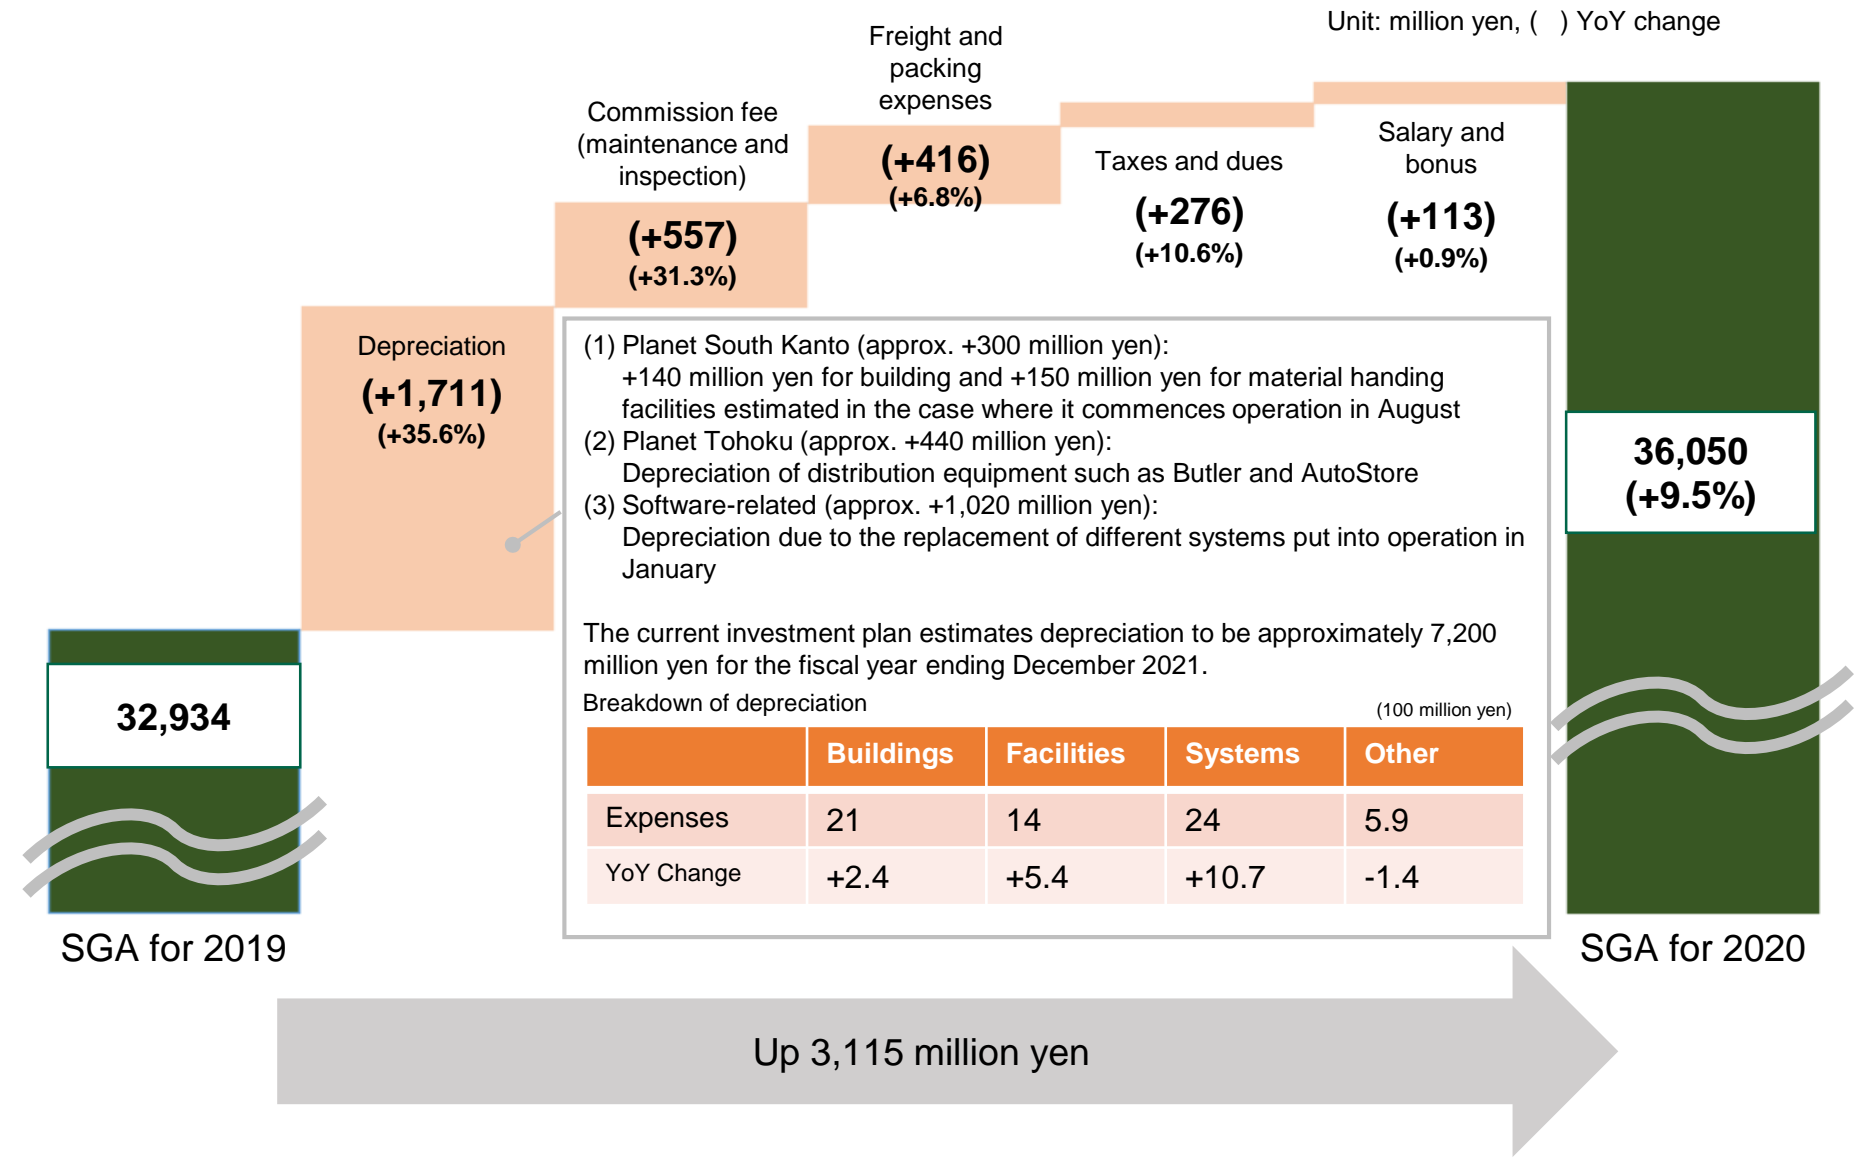 Unit: million yen, (   ) YoY change
Freight and
packing
expenses
(+416)
(+6.8%)
Commission fee
(maintenance and
inspection)
(+557)
(+31.3%)
Taxes and dues
(+276)
(+10.6%)
Salary and
bonus
(+113)
(+0.9%)
Depreciation
(+1,711)
(+35.6%)
(1) Planet South Kanto (approx. +300 million yen):
+140 million yen for building and +150 million yen for material handing
facilities estimated in the case where it commences operation in August
(2) Planet Tohoku (approx. +440 million yen):
Depreciation of distribution equipment such as Butler and AutoStore
(3) Software-related (approx. +1,020 million yen):
Depreciation due to the replacement of different systems put into operation in
January
The current investment plan estimates depreciation to be approximately 7,200
million yen for the fiscal year ending December 2021.
Breakdown of depreciation
(100 million yen)
Buildings Facilities Systems Other
Expenses 21 14 24 5.9
YoY Change +2.4 +5.4 +10.7 -1.4
32,934
SGA for 2019
36,050
(+9.5%)
SGA for 2020
Up 3,115 million yen